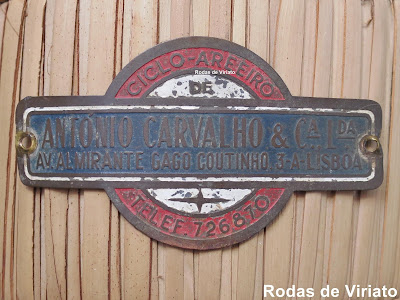 CICLO-AREEIRO
Rodas de Viriato
DE
ANTÓNIO CARVALHO & CA. LDA
AV. ALMIRANTE GAGO COUTINHO, 3-A-LISBOA
TELEF. 726870
Rodas de Viriato